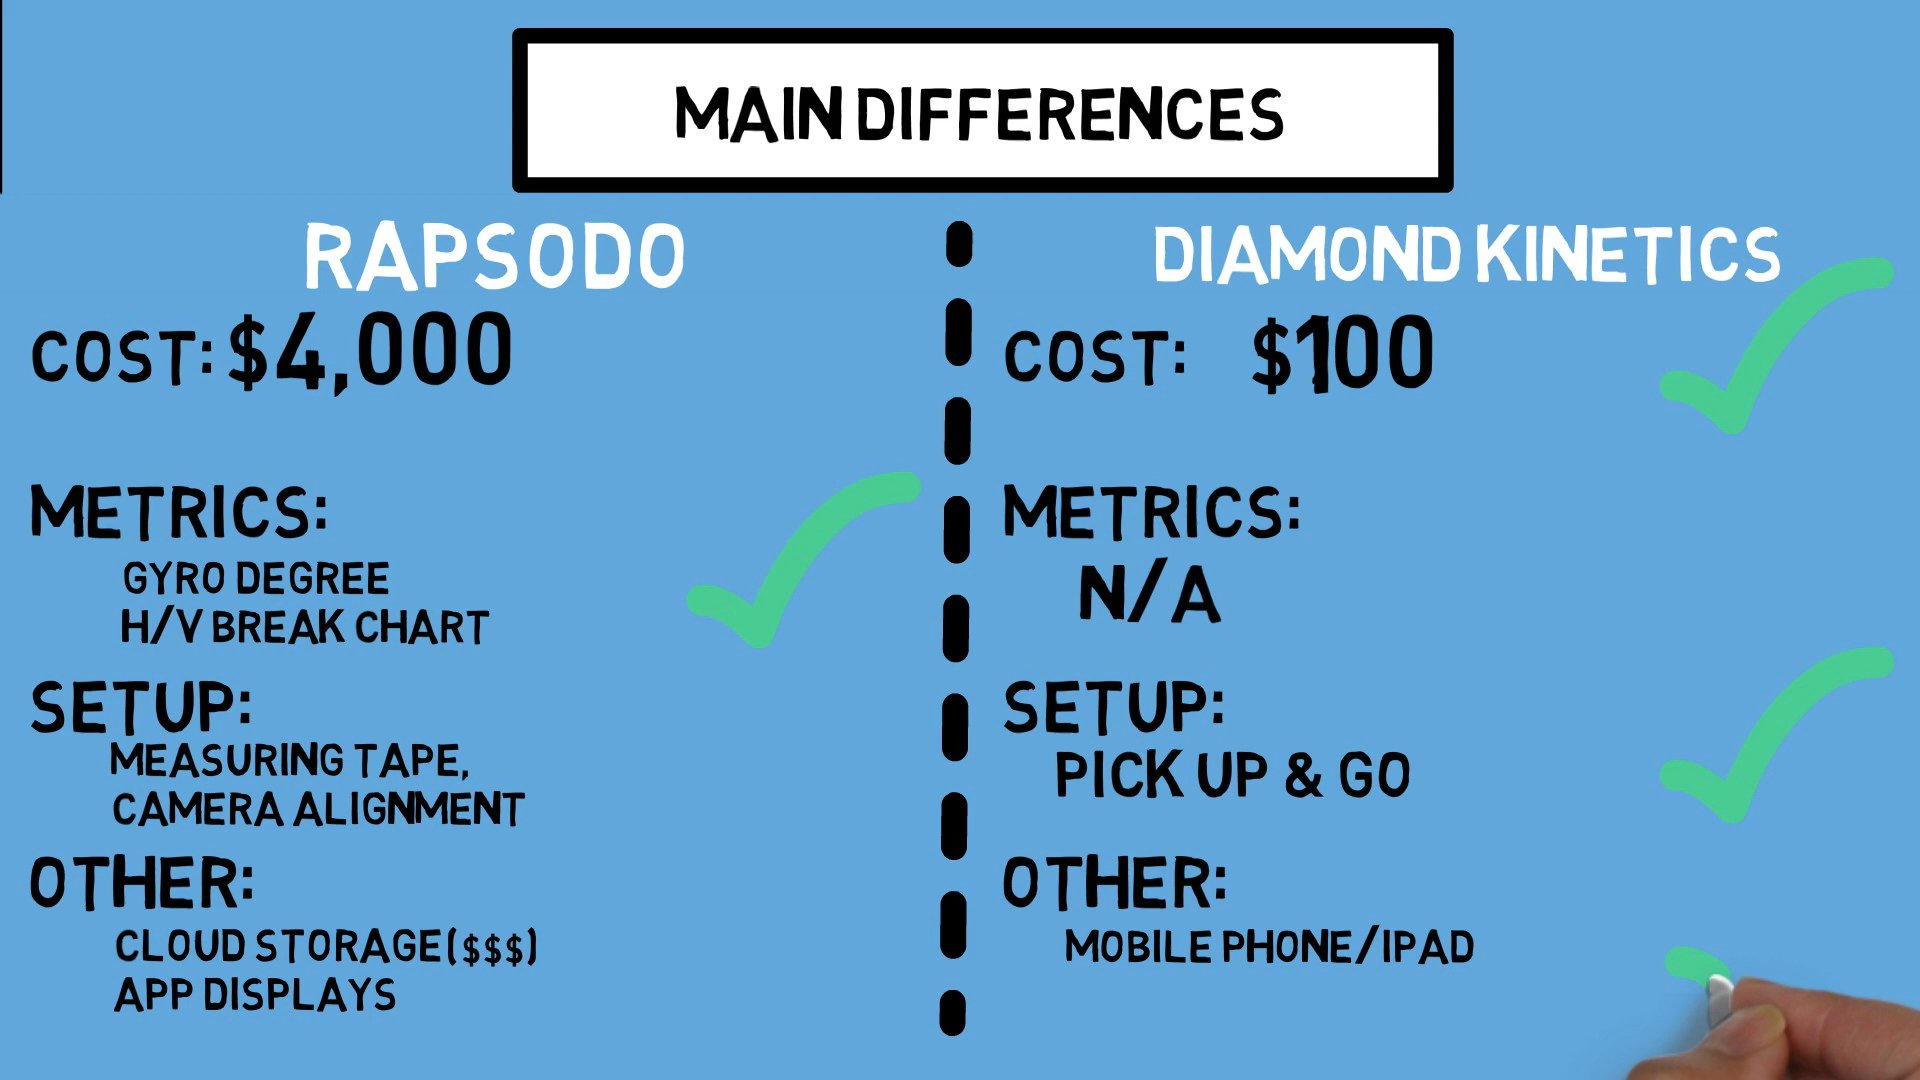 MAIN DIFFERENCES
RAPSODO
COST: $4,000
METRICS:
GYRO DEGREE
H/V BREAK CHART
SETUP:
MEASURING TAPE,
CAMERA ALIGNMENT
OTHER:
CLOUD STORAGE($$$)
APP DISPLAYS
DIAMOND KINETICS
COST: $100
METRICS:
N/A
SETUP:
PICK UP & GO
OTHER:
MOBILE PHONE/IPAD